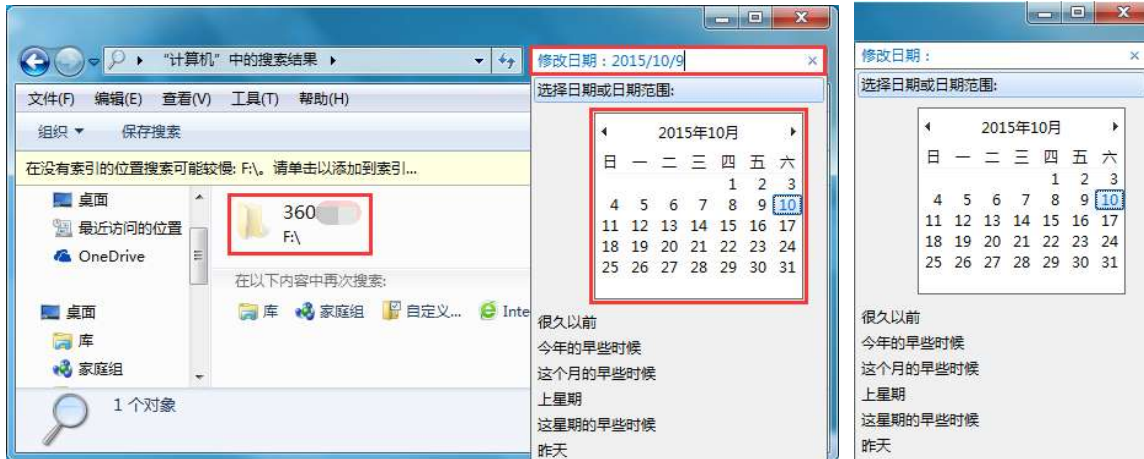 "计算机" 中的搜索结果
修改日期：2015/10/9
文件(F) 编辑(E) 查看(V) 工具(T) 帮助(H)
组织 保存搜索
在没有索引的位置搜索可能较慢: F:\。请单击以添加到索引...
桌面
最近访问的位置
OneDrive
桌面
库
家庭组
360
F:\
在以下内容中再次搜索:
库 家庭组 自定义... Inte
1 个对象
选择日期或日期范围:
2015年10月
日 一 二 三 四 五 六
1 2 3
4 5 6 7 8 9 10
11 12 13 14 15 16 17
18 19 20 21 22 23 24
25 26 27 28 29 30 31
很久以前
今年的早些时候
这个月的早些时候
上星期
这星期的早些时候
昨天
修改日期：
选择日期或日期范围:
2015年10月
日 一 二 三 四 五 六
1 2 3
4 5 6 7 8 9 10
11 12 13 14 15 16 17
18 19 20 21 22 23 24
25 26 27 28 29 30 31
很久以前
今年的早些时候
这个月的早些时候
上星期
这星期的早些时候
昨天